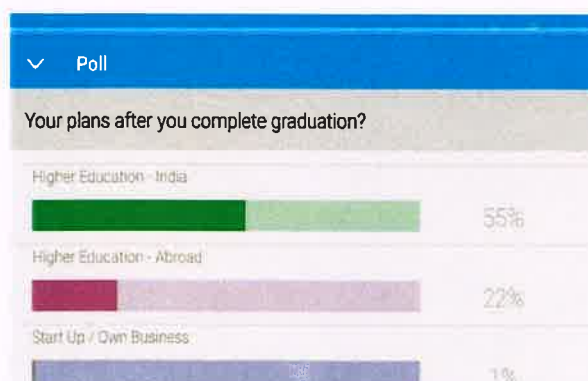 Poll
Your plans after you complete graduation?
Higher Education - India
55%
Higher Education - Abroad
22%
Start Up / Own Business
1%